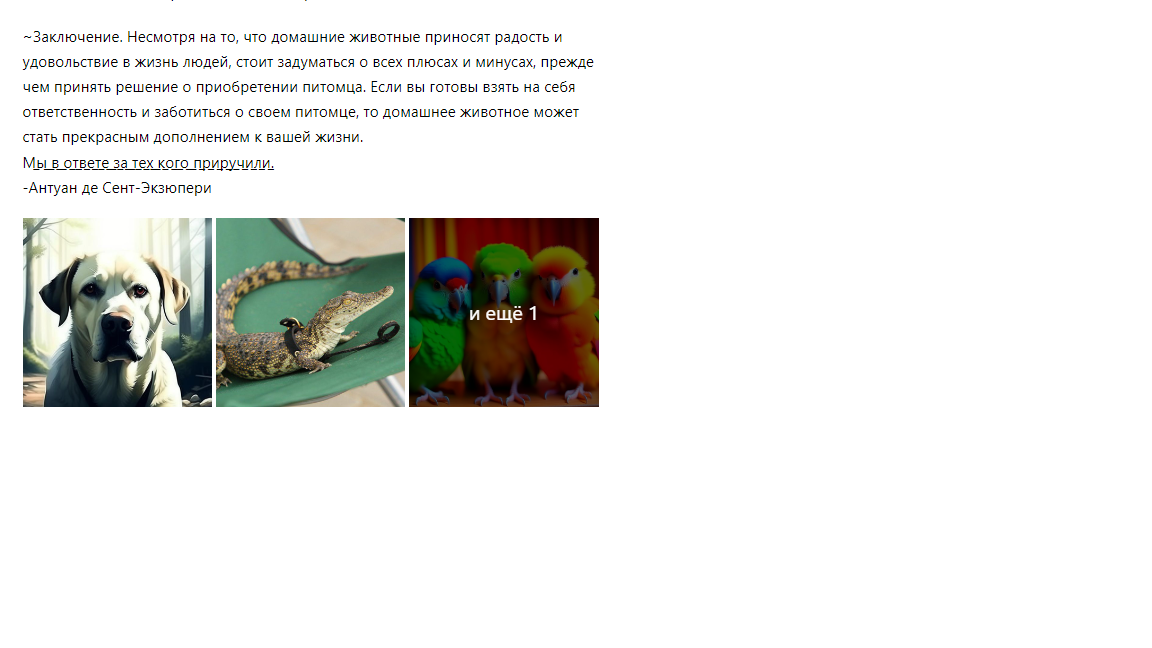 ~Заключение. Несмотря на то, что домашние животные приносят радость и
удовольствие в жизнь людей, стоит задуматься о всех плюсах и минусах, прежде
чем принять решение о приобретении питомца. Если вы готовы взять на себя
ответственность и заботиться о своем питомце, то домашнее животное может
стать прекрасным дополнением к вашей жизни.
Мы в ответе за тех кого приручили.
-Антуан де Сент-Экзюпери
и ещё 1